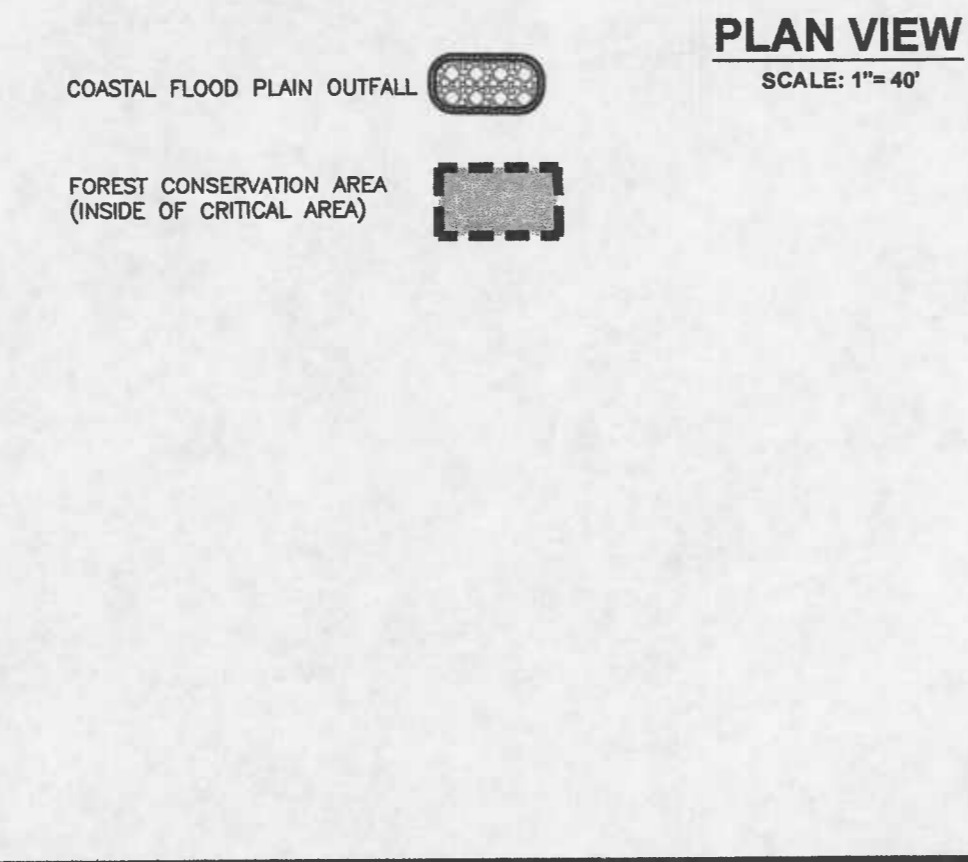 PLAN VIEW
SCALE: 1"= 40'
COASTAL FLOOD PLAIN OUTFALL
FOREST CONSERVATION AREA
(INSIDE OF CRITICAL AREA)